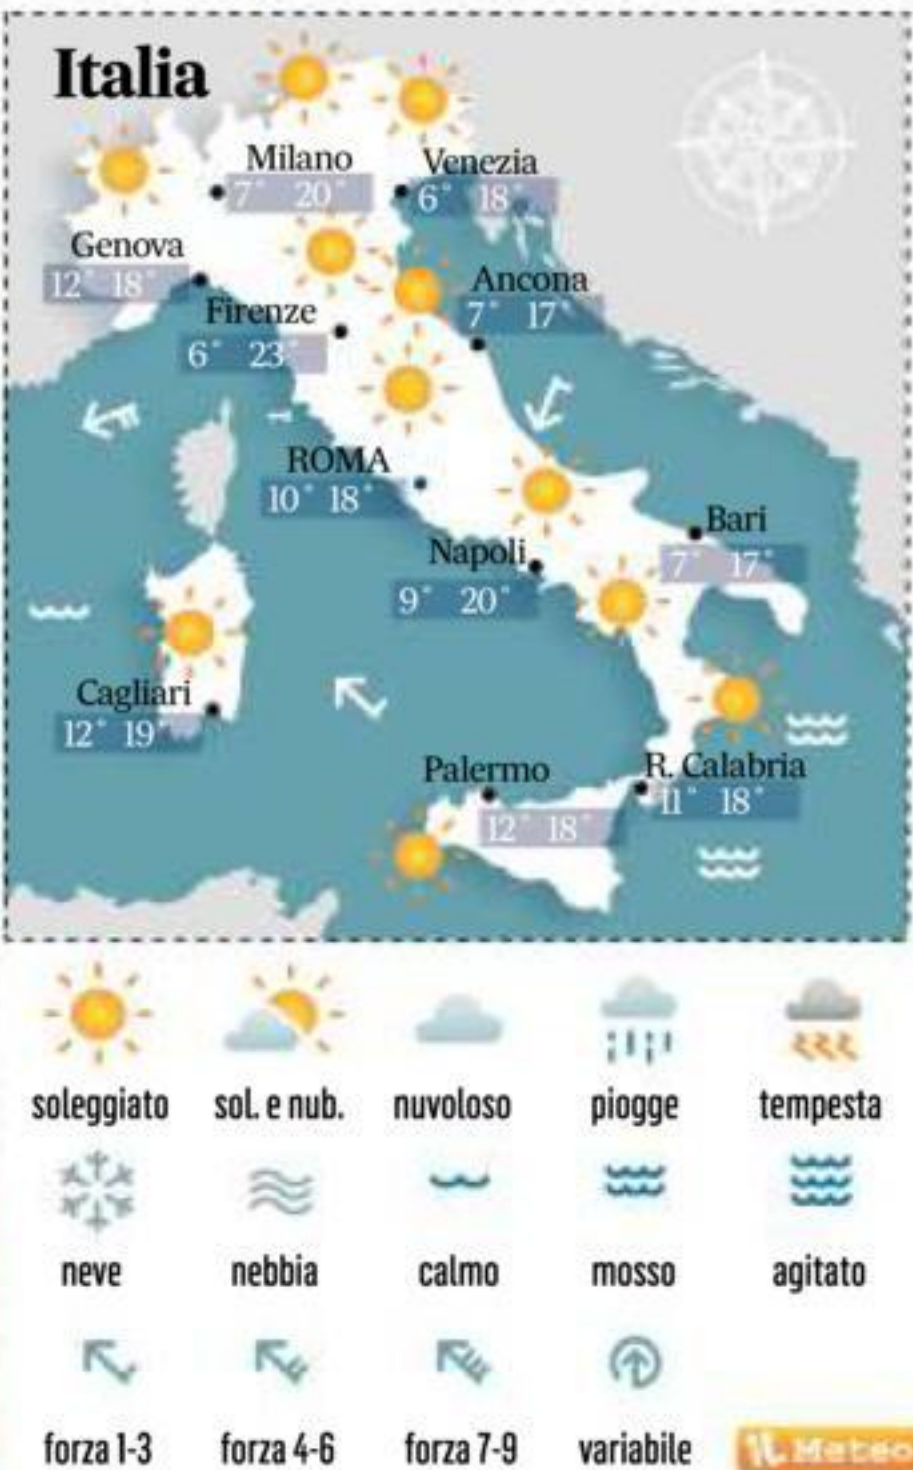 Italia
Milano
7° 20°
Venezia
6° 18°
Genova
12° 18°
Ancona
7° 17°
Firenze
6° 23°
ROMA
10° 18°
Bari
7° 17°
Napoli
9° 20°
Cagliari
12° 19°
Palermo
12° 18°
R. Calabria
11° 18°
soleggiato sol. e nub. nuvoloso piogge tempesta
neve nebbia calmo mosso agitato
forza 1-3 forza 4-6 forza 7-9 variabile
iL Meteo